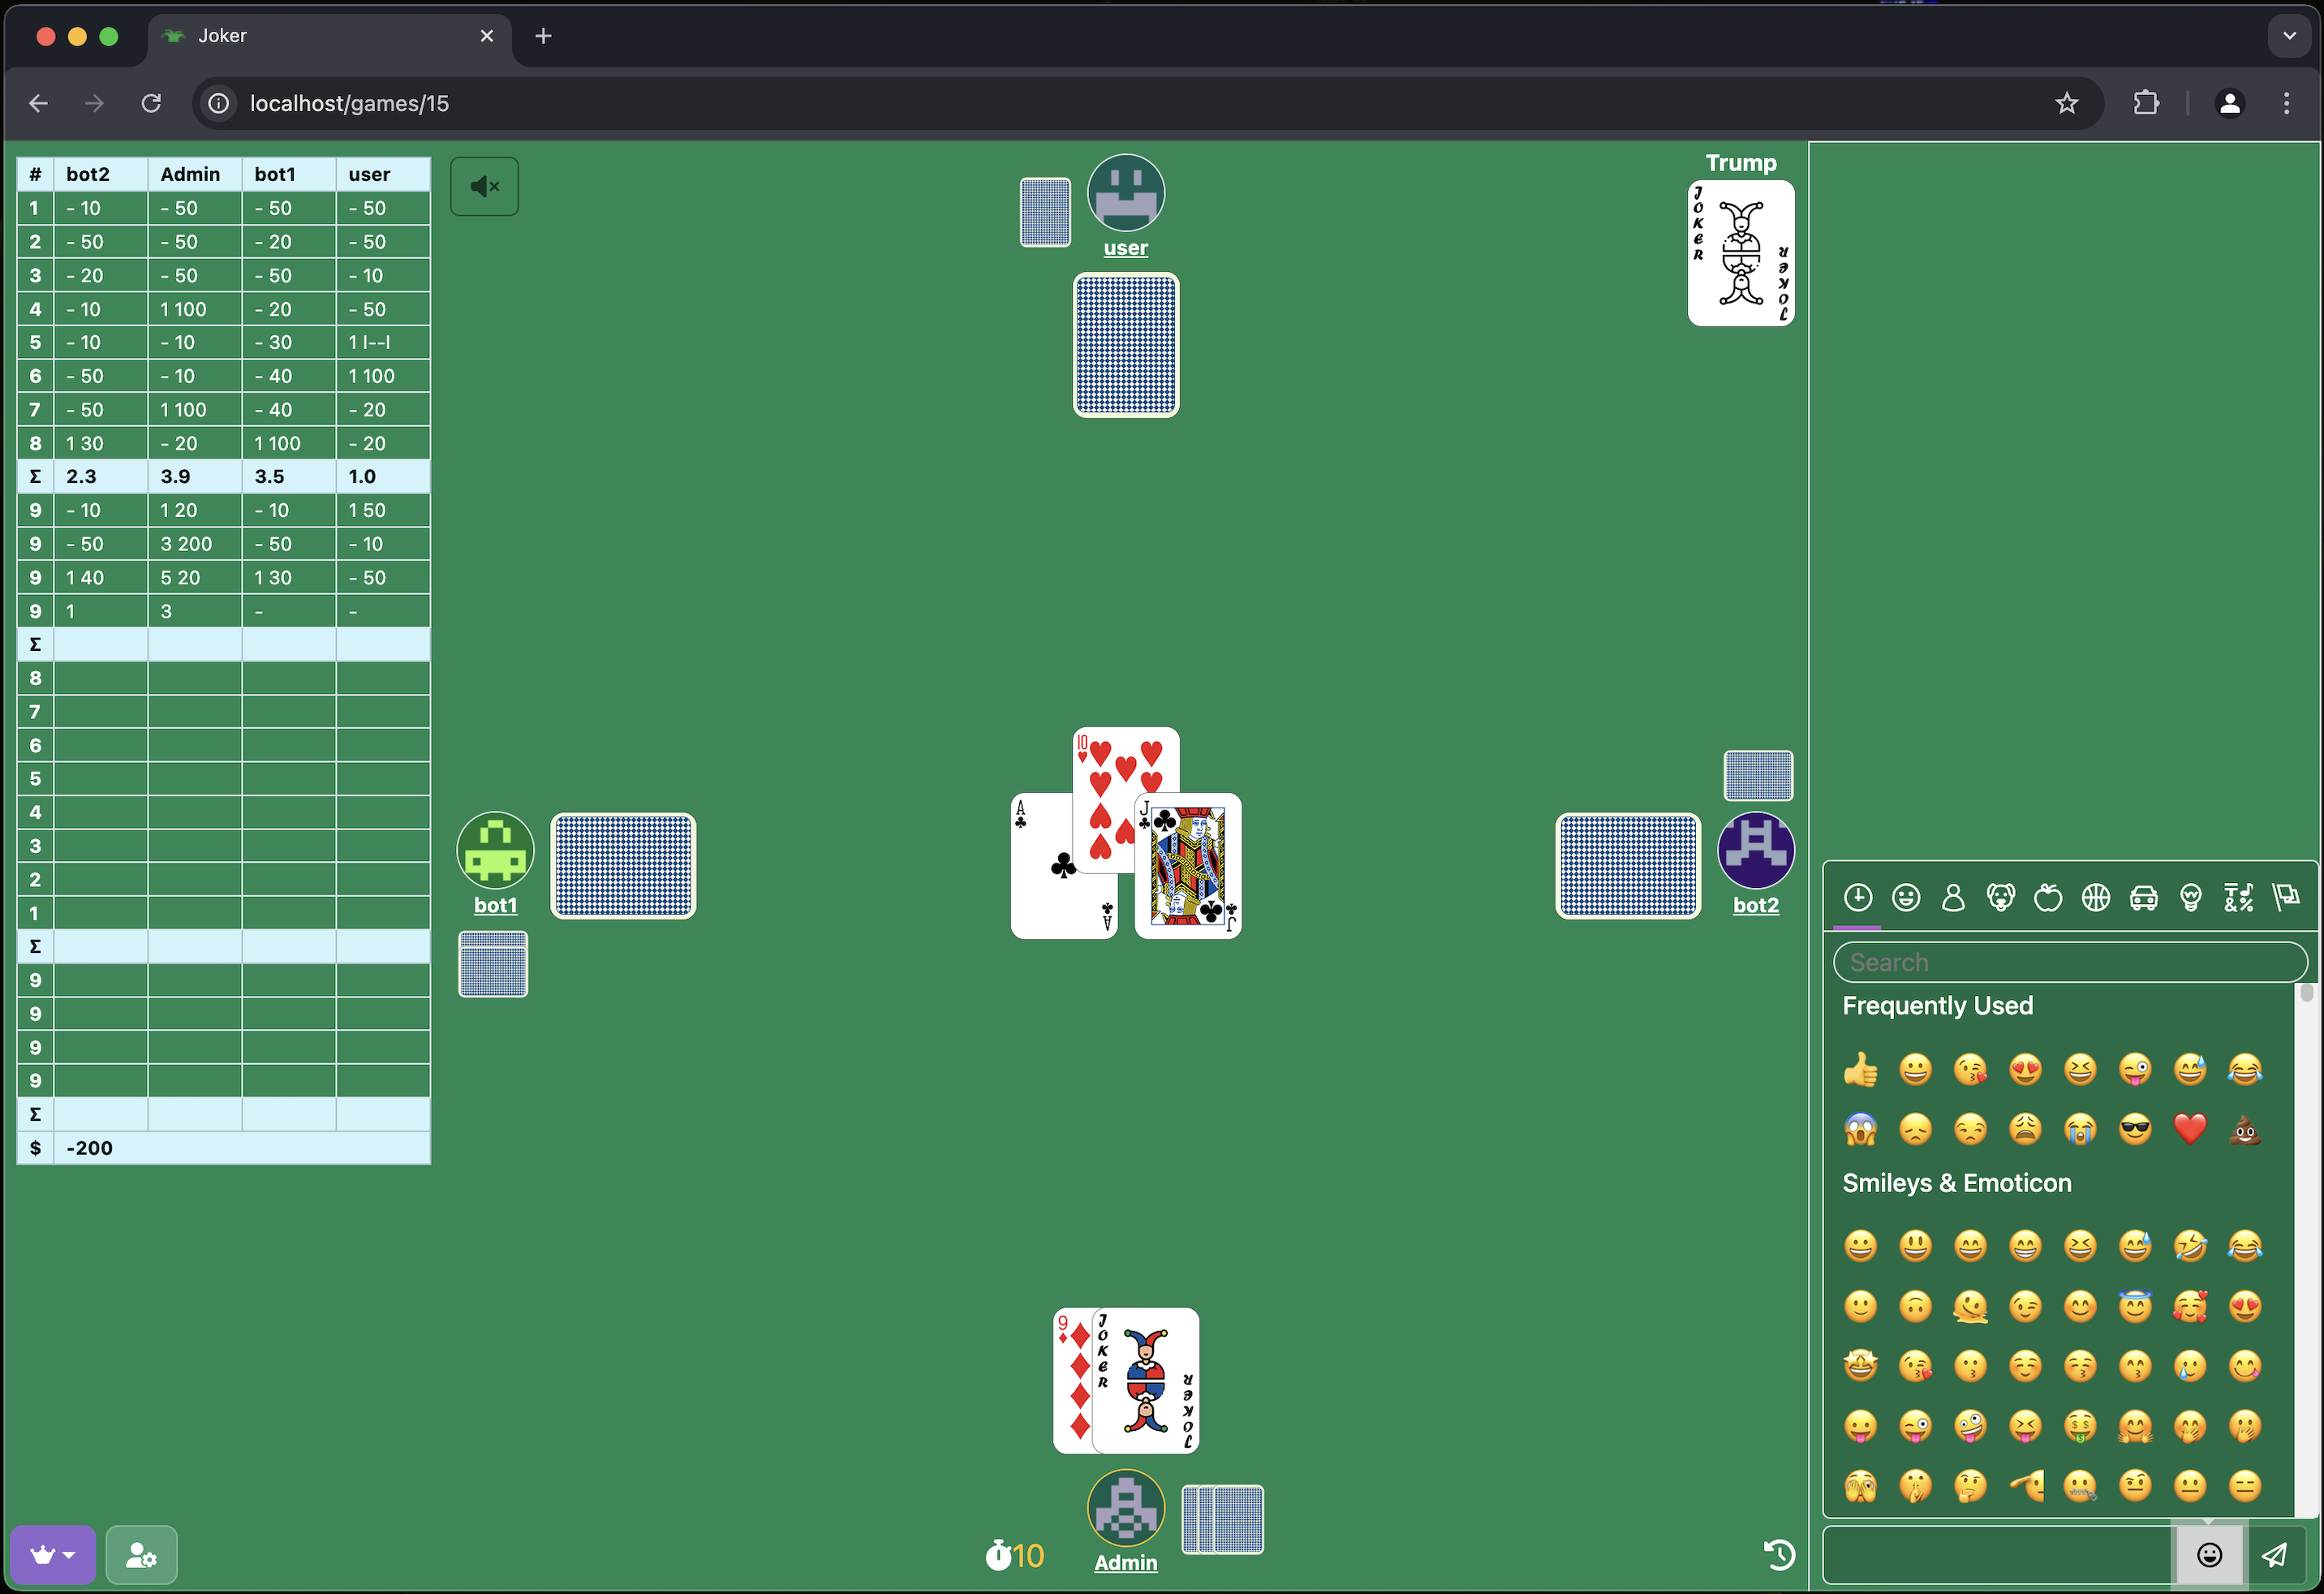 Joker
localhost/games/15
# bot2 Admin bot1 user
1 - 10 - 50 - 50 - 50
2 - 50 - 50 - 20 - 50
3 - 20 - 50 - 50 - 10
4 - 10 1 100 - 20 - 50
5 - 10 - 10 - 30 1 |--|
6 - 50 - 10 - 40 1 100
7 - 50 1 100 - 40 - 20
8 1 30 - 20 1 100 - 20
Σ 2.3 3.9 3.5 1.0
9 - 10 1 20 - 10 1 50
9 - 50 3 200 - 50 - 10
9 1 40 5 20 1 30 - 50
9 1 3 - -
Σ
8
7
6
5
4
3
2
1
Σ
9
9
9
9
Σ
$ -200
user
Trump
JOKER
JOKER
10
A
A
J
J
bot1
bot2
9
JOKER
JOKER
10
Admin
Search
Frequently Used
Smileys & Emoticon